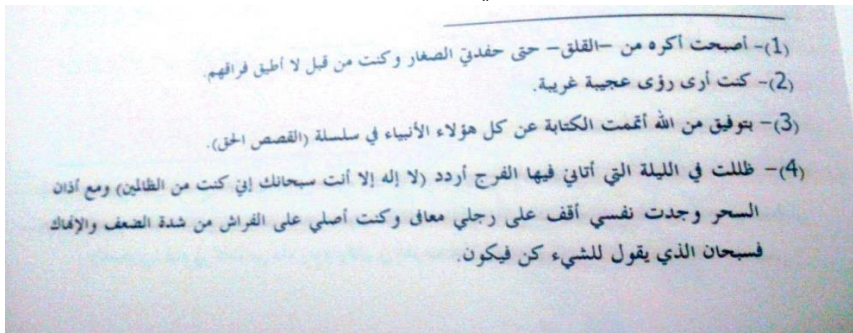 (1)- أصبحت أكره من -القلق- حتى حفدتي الصغار وكنت من قبل لا أطيق فراقهم.
(2)- كنت أرى رؤى عجيبة غريبة.
(3)- بتوفيق من الله أتممت الكتابة عن كل هؤلاء الأنبياء في سلسلة (القصص الحق).
(4)- ظللت في الليلة التي أتاني فيها الفرج أردد (لا إله إلا أنت سبحانك إني كنت من الظالمين) ومع أذان
السحر وجدت نفسي أقف على رجلي معافى وكنت أصلي على الفراش من شدة الضعف والإنهاك
فسبحان الذي يقول للشيء كن فيكون.